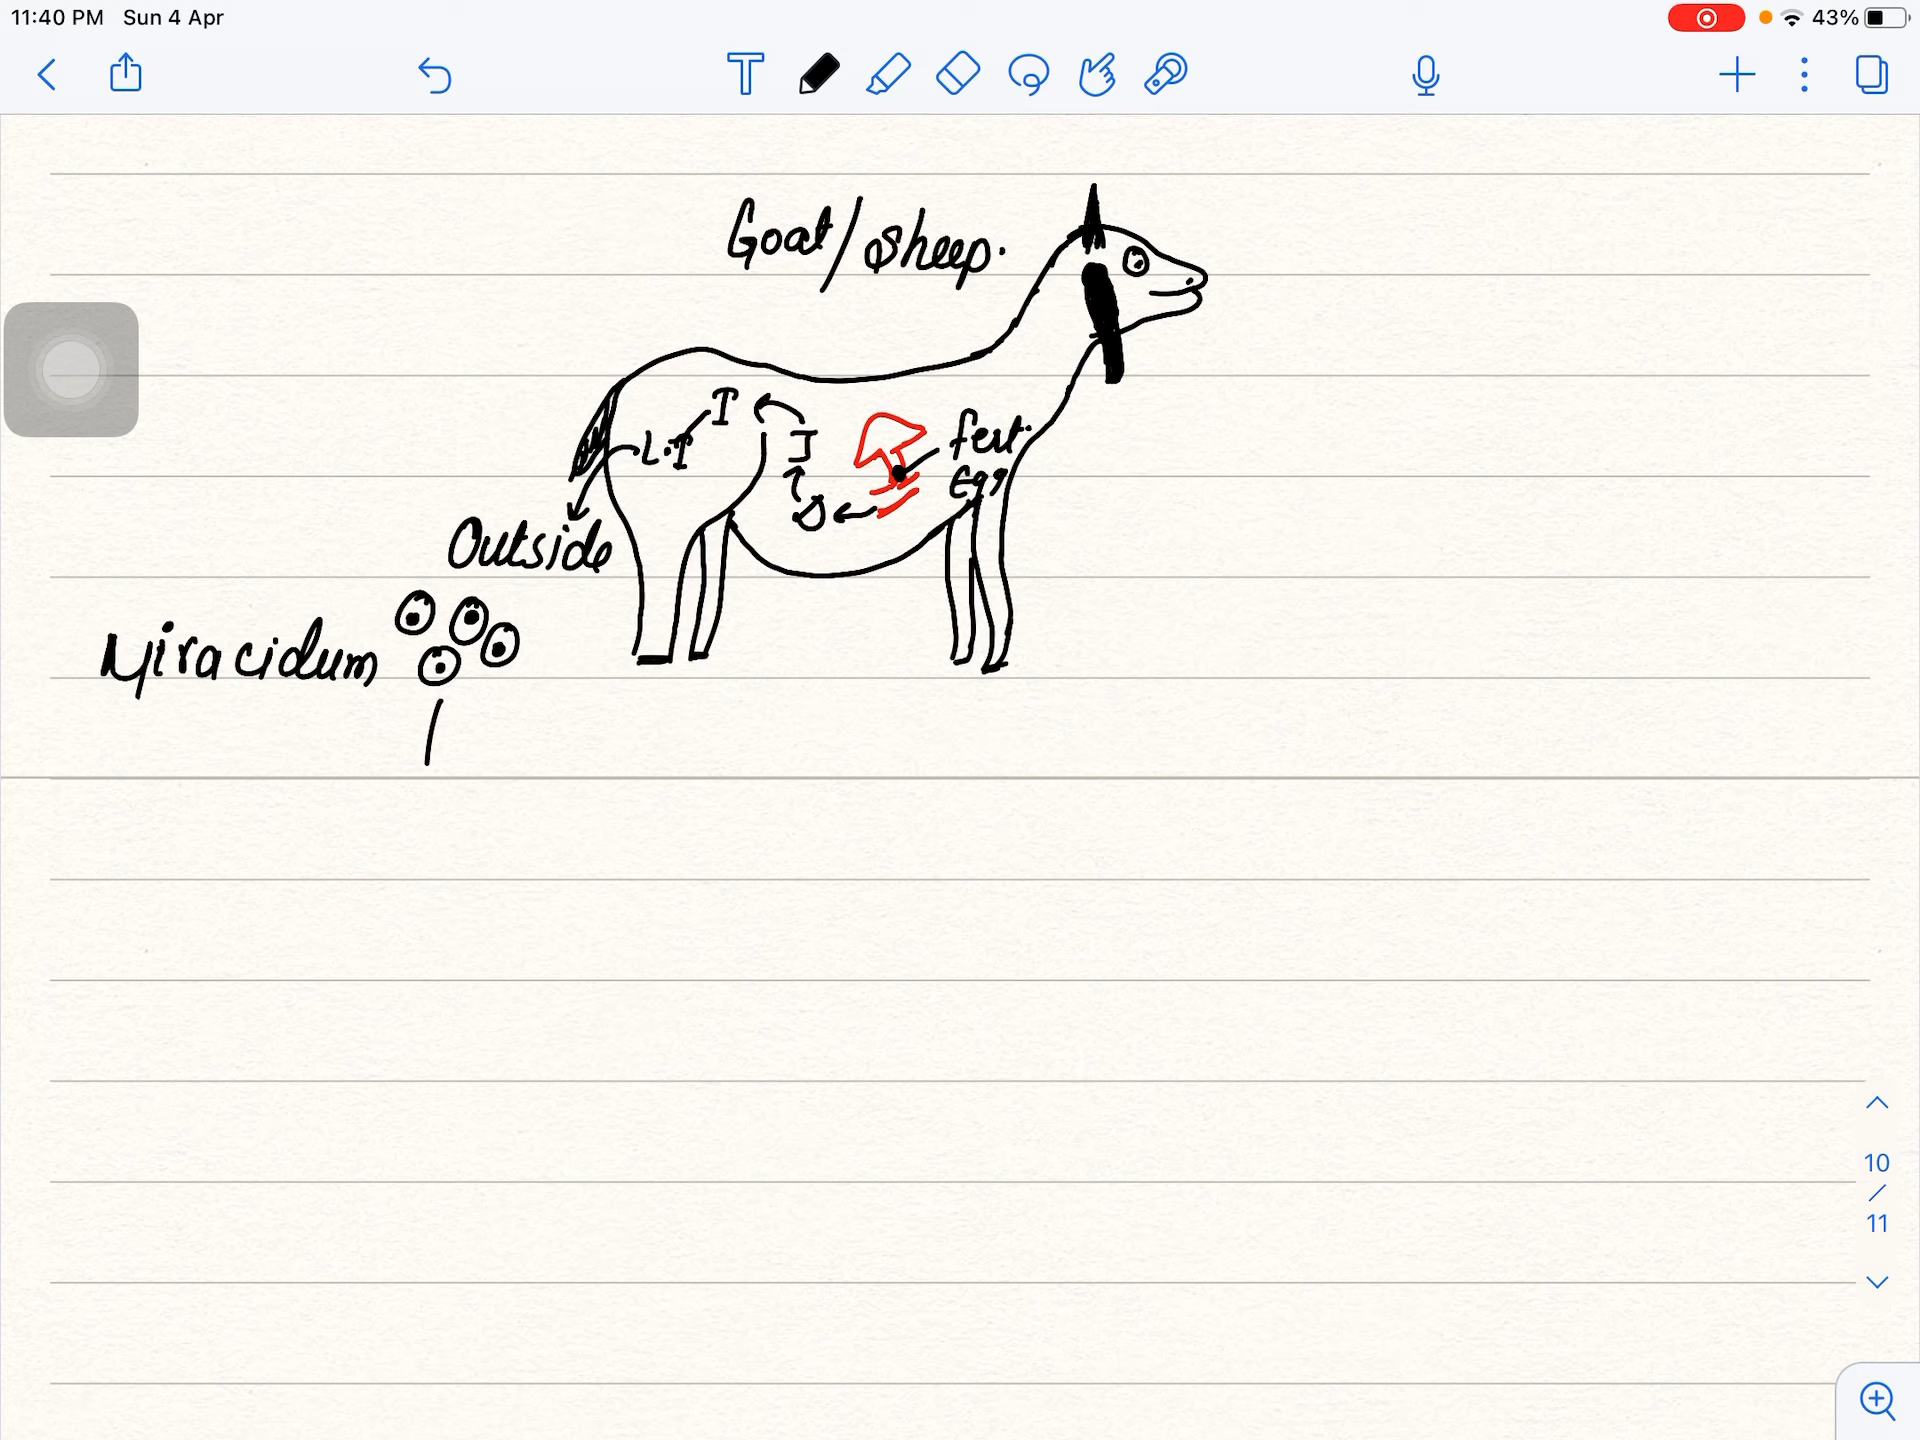 11:40 PM Sun 4 Apr
43%
T
Goat/sheep.
I
L.I
J
D
fert.
Egg
Outside
Miracidum
10
/
11